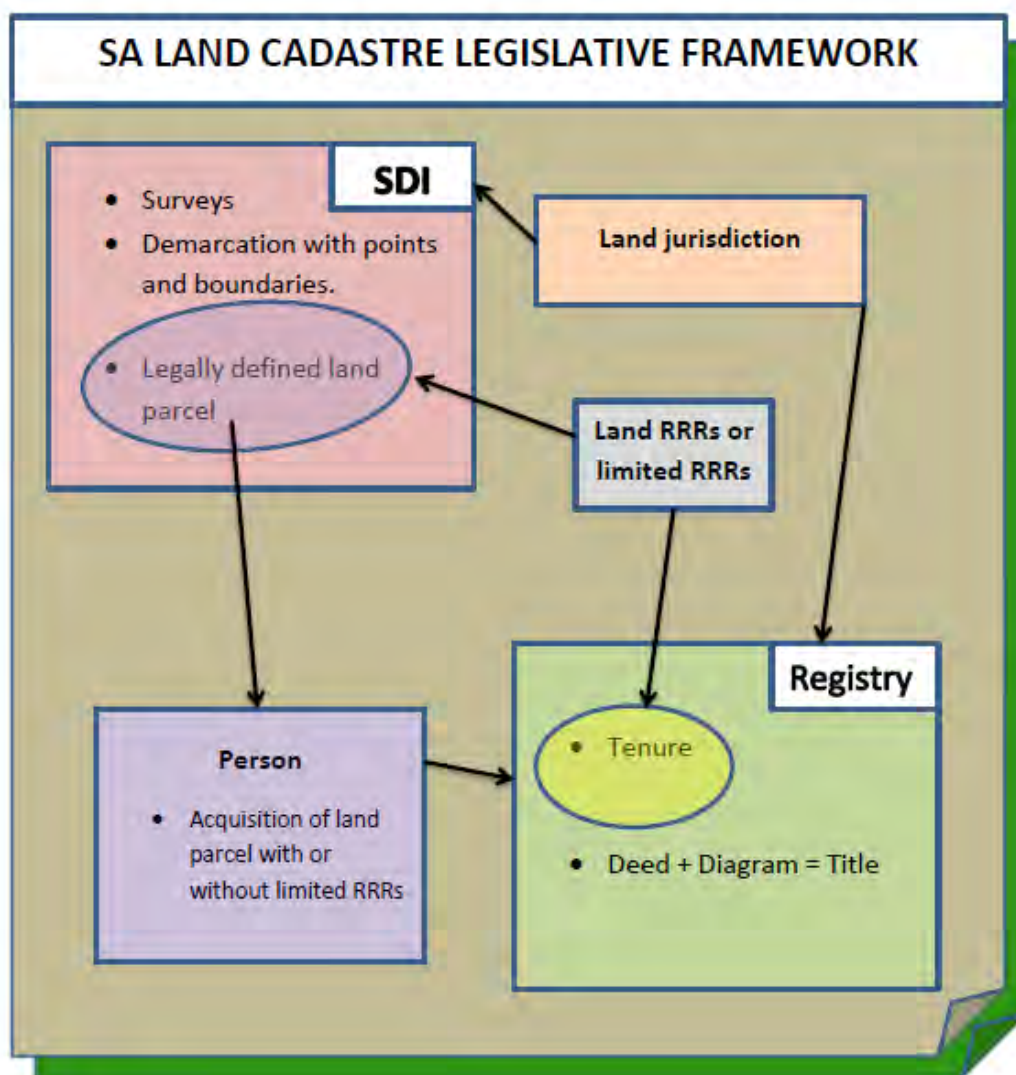 SA LAND CADASTRE LEGISLATIVE FRAMEWORK
SDI
• Surveys
• Demarcation with points
and boundaries.
• Legally defined land
parcel
Land jurisdiction
Land RRRs or
limited RRRs
Person
• Acquisition of land
parcel with or
without limited RRRs
Registry
• Tenure
• Deed + Diagram = Title